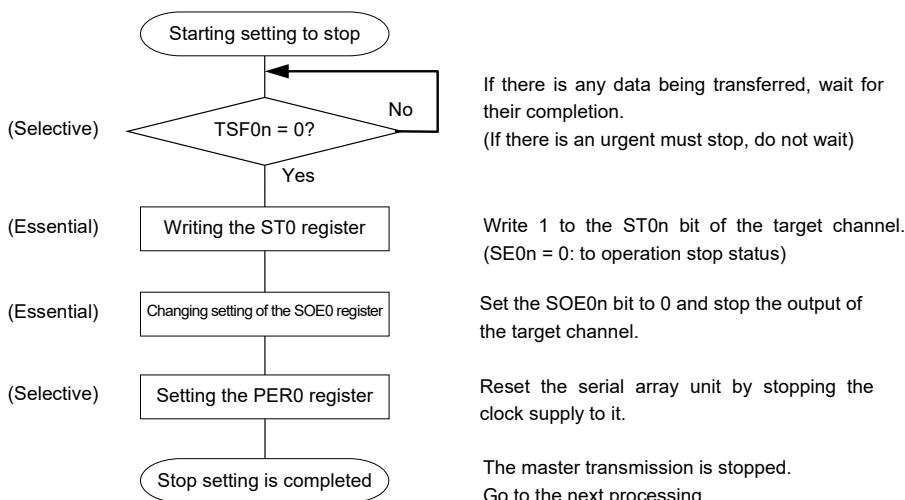 Starting setting to stop
If there is any data being transferred, wait for
their completion.
(If there is an urgent must stop, do not wait)
(Selective)
TSF0n = 0?
No
Yes
(Essential)
Writing the ST0 register
Write 1 to the ST0n bit of the target channel.
(SE0n = 0: to operation stop status)
(Essential)
Changing setting of the SOE0 register
Set the SOE0n bit to 0 and stop the output of
the target channel.
(Selective)
Setting the PER0 register
Reset the serial array unit by stopping the
clock supply to it.
Stop setting is completed
The master transmission is stopped.
Go to the next processing